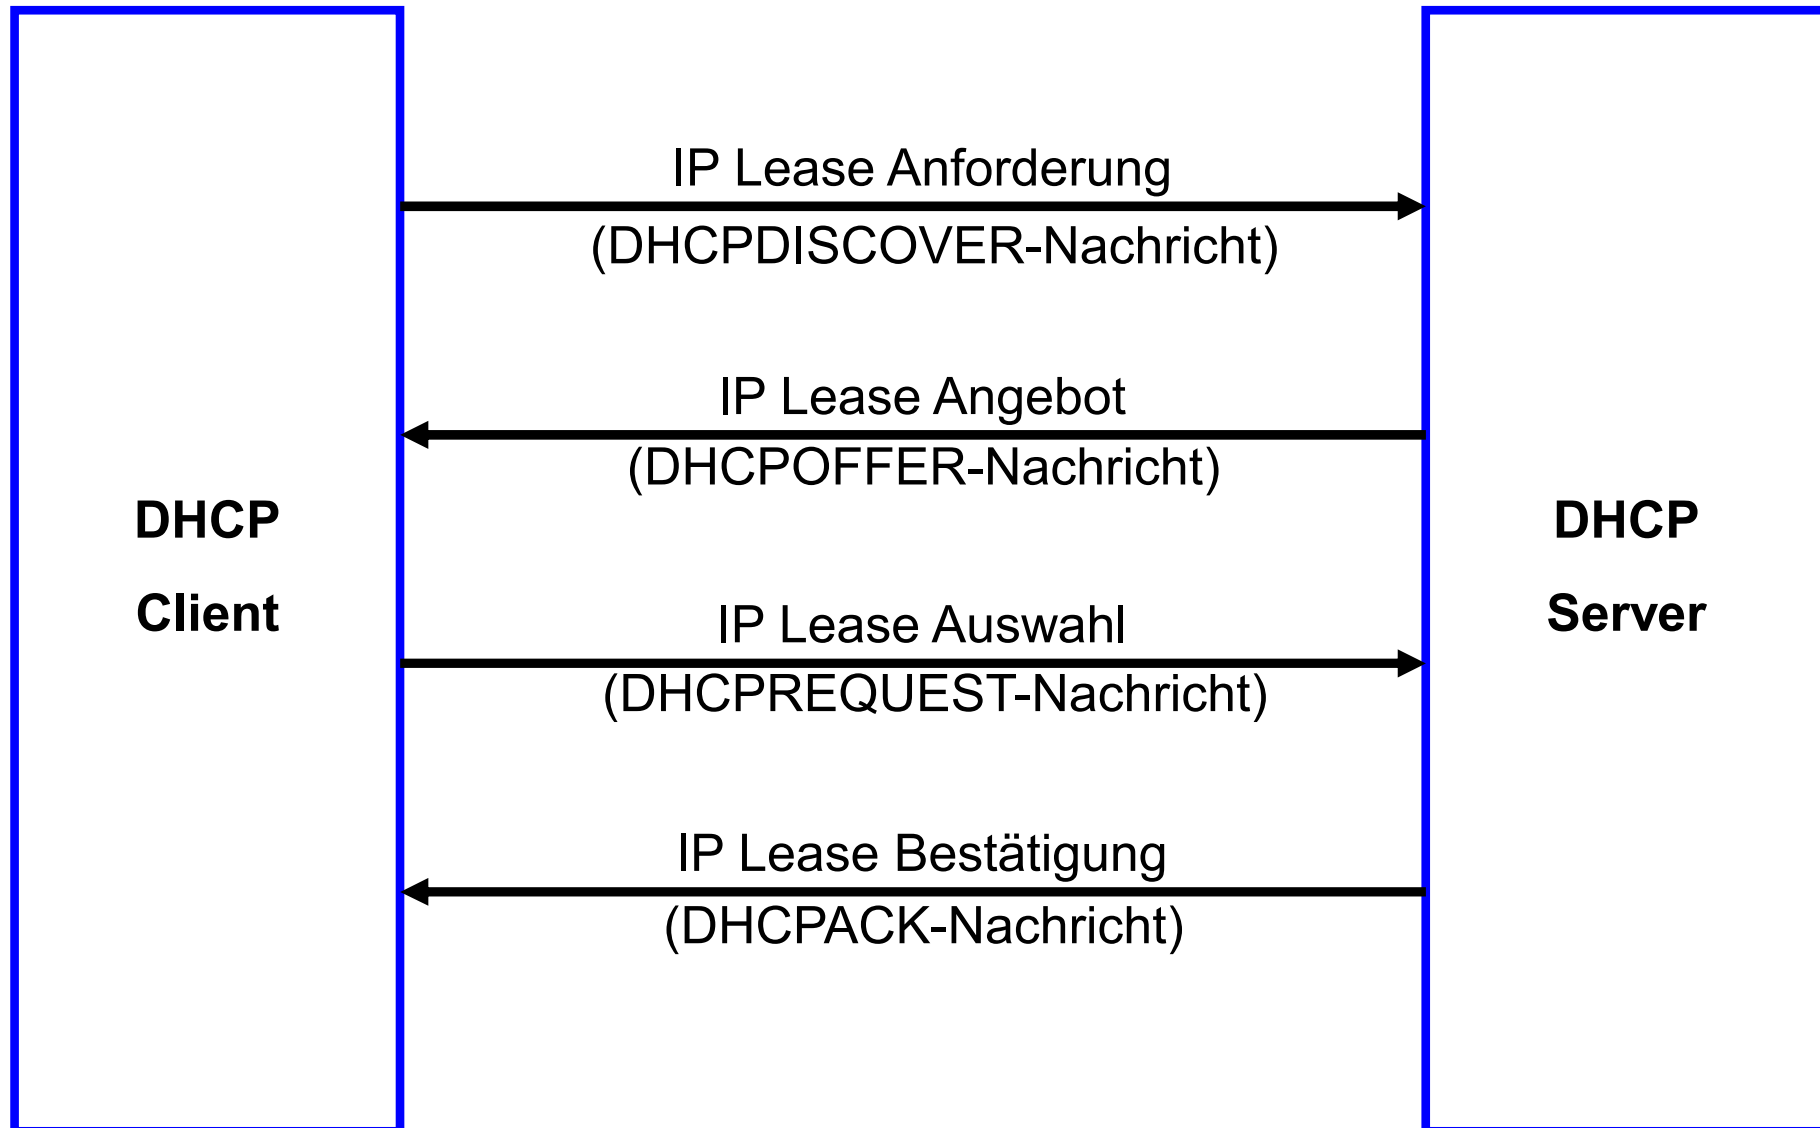 IP Lease Anforderung
(DHCPDISCOVER-Nachricht)
IP Lease Angebot
(DHCPOFFER-Nachricht)
DHCP
Client
DHCP
Server
IP Lease Auswahl
(DHCPREQUEST-Nachricht)
IP Lease Bestätigung
(DHCPACK-Nachricht)